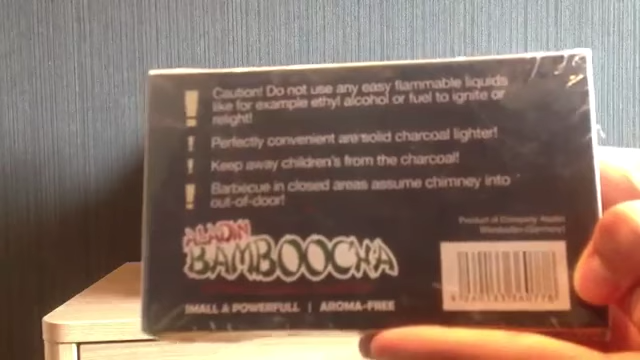 Caution! Do not use any easy flammable liquids
like for example ethyl alcohol or fuel to ignite or
relight!
Perfectly convenient are solid charcoal lighter!
Keep away children's from the charcoal!
Barbecue in closed areas assume chimney into
out-of-door!
Product of Company Aladin
Wiesbaden (Germany)
ALADIN
BAMBOOCHA
SMALL & POWERFULL | AROMA-FREE